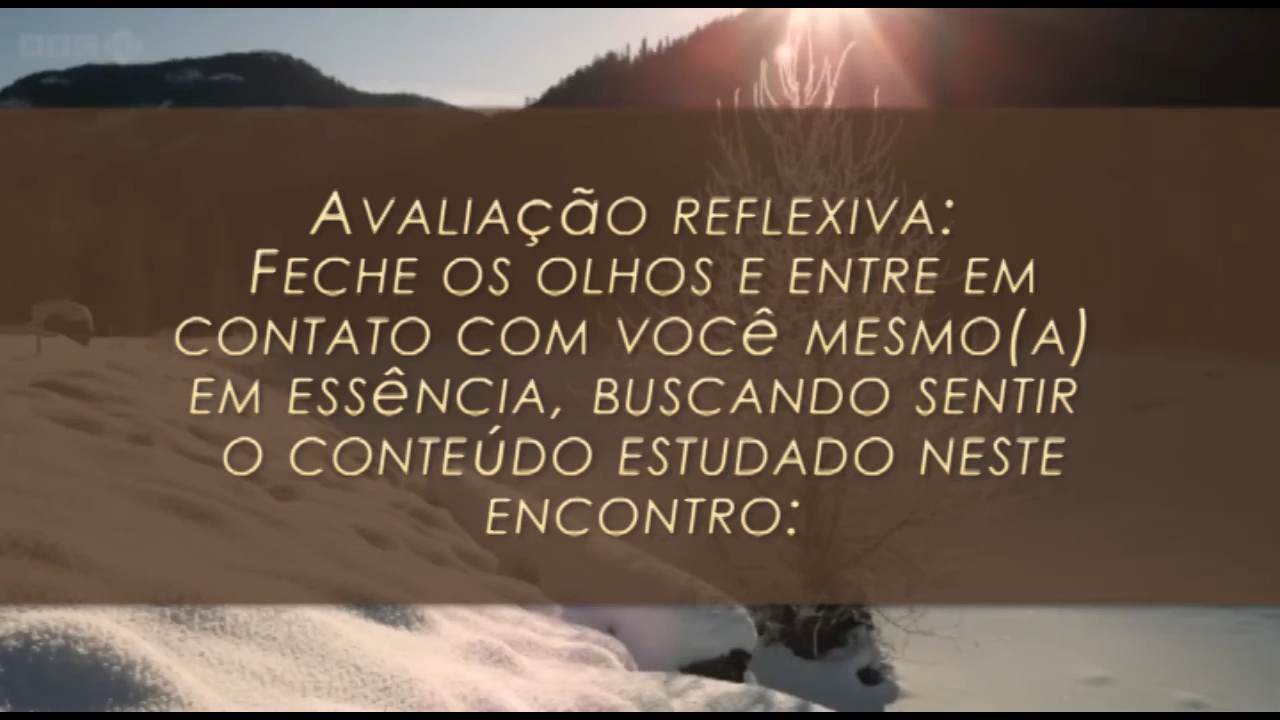 Avaliação reflexiva:
Feche os olhos e entre em
contato com você mesmo(a)
em essência, buscando sentir
o conteúdo estudado neste
encontro: